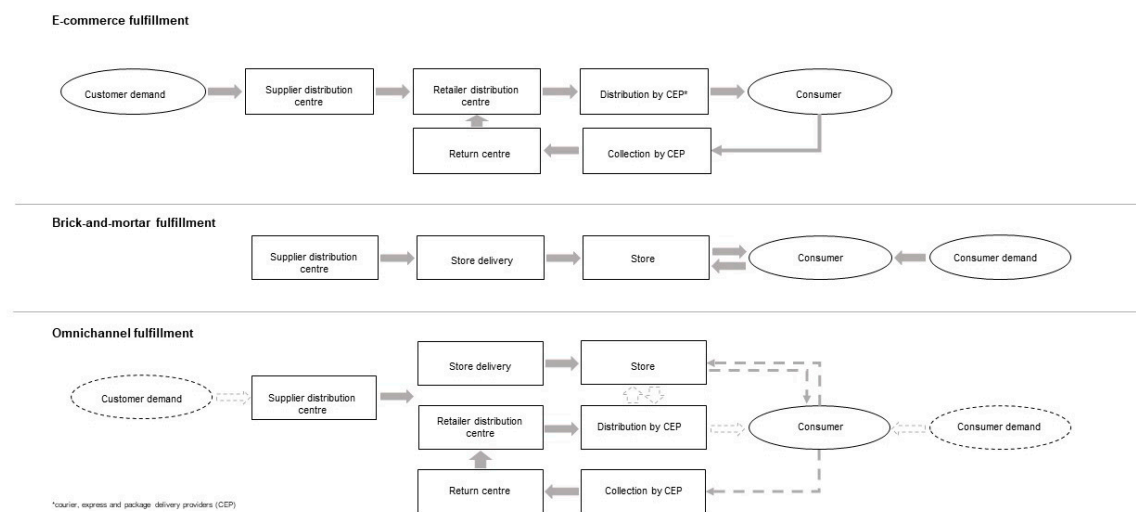 E-commerce fulfillment
Customer demand
Supplier distribution
centre
Retailer distribution
centre
Distribution by CEP*
Consumer
Return centre
Collection by CEP
Brick-and-mortar fulfillment
Supplier distribution
centre
Store delivery
Store
Consumer
Consumer demand
Omnichannel fulfillment
Store delivery
Store
Customer demand
Supplier distribution
centre
Retailer distribution
centre
Distribution by CEP
Consumer
Consumer demand
Return centre
Collection by CEP
*courier, express and package delivery providers (CEP)